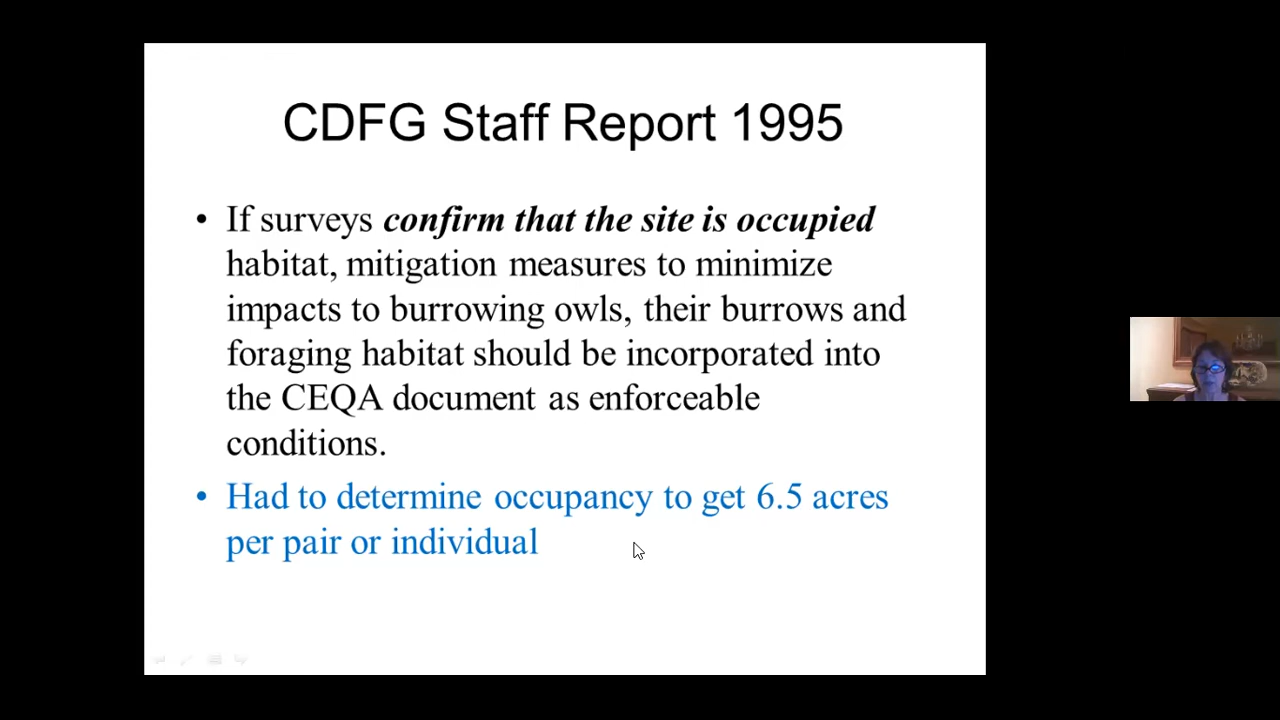 CDFG Staff Report 1995
• If surveys confirm that the site is occupied
habitat, mitigation measures to minimize
impacts to burrowing owls, their burrows and
foraging habitat should be incorporated into
the CEQA document as enforceable
conditions.
• Had to determine occupancy to get 6.5 acres
per pair or individual